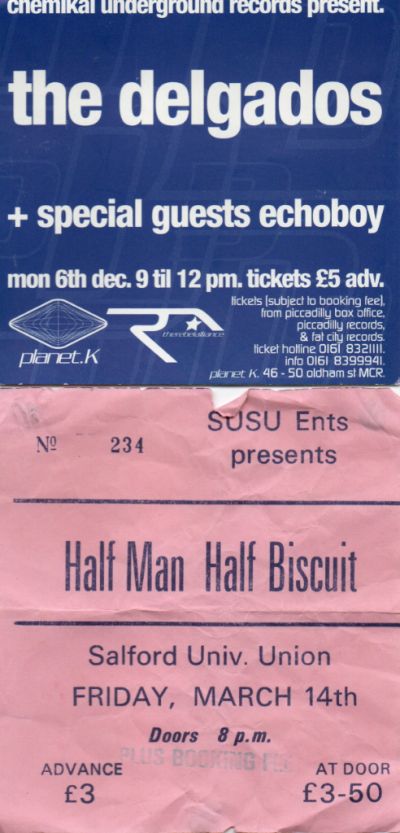 chemikal underground records present.
the delgados
+ special guests echoboy
mon 6th dec. 9 til 12 pm. tickets £5 adv.
tickets (subject to booking fee),
from piccadilly box office,
piccadilly records,
& fat city records.
ticket hotline 0161 8321111.
info 0161 8399941.
planet K. 46 - 50 oldham st MCR.
planet.K
therebelalliance
SUSU Ents
presents
Nº 234
Half Man Half Biscuit
Salford Univ. Union
FRIDAY, MARCH 14th
Doors 8 p.m.
PLUS BOOKING FEE
ADVANCE
£3
AT DOOR
£3-50